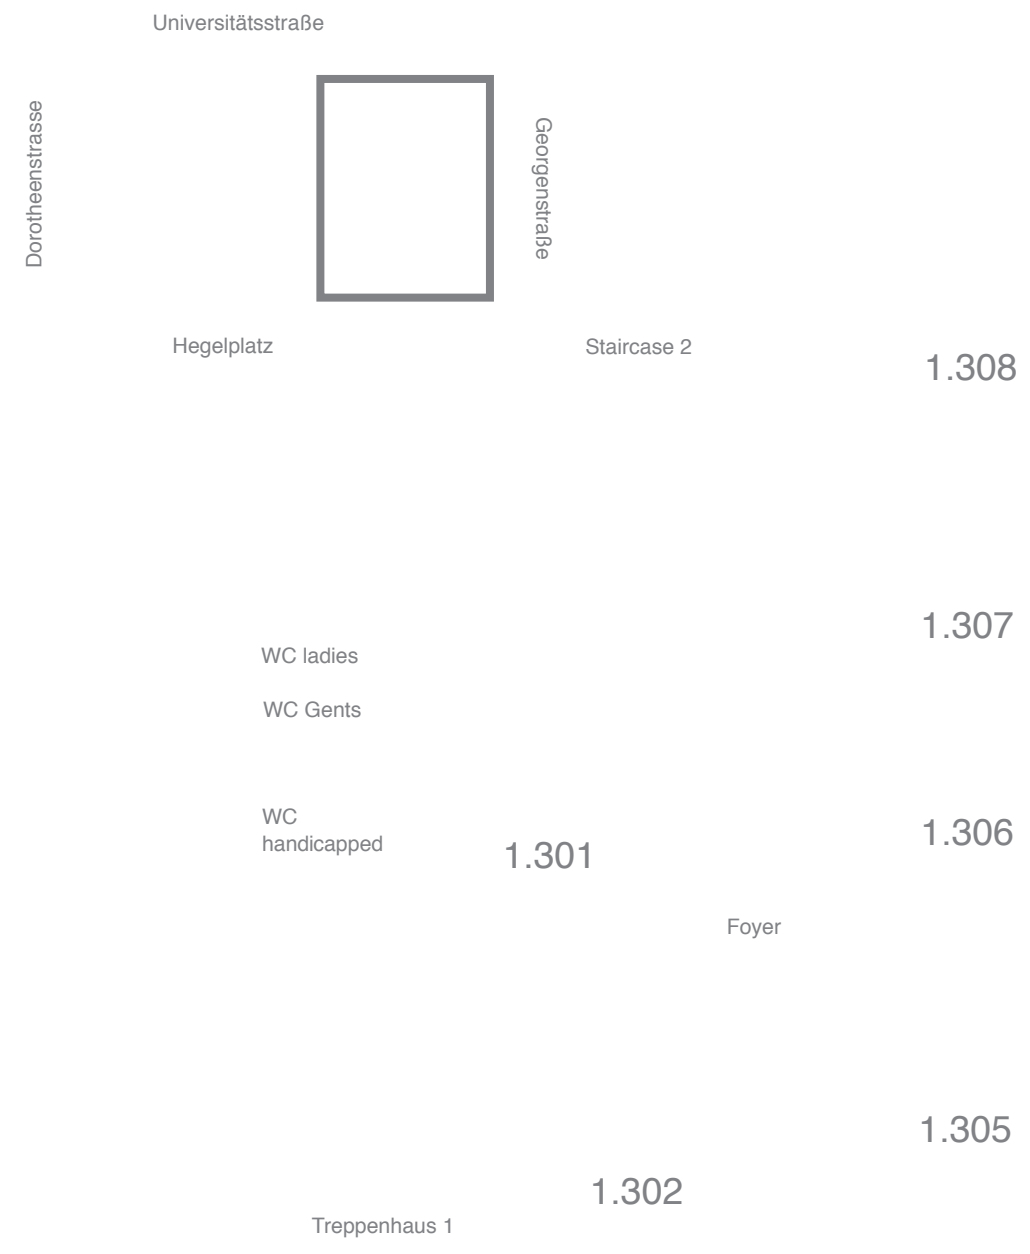 Universitätsstraße
Dorotheenstrasse
Georgenstraße
Hegelplatz
Staircase 2
1.308
1.307
WC ladies
WC Gents
WC
handicapped
1.306
1.301
Foyer
1.305
1.302
Treppenhaus 1